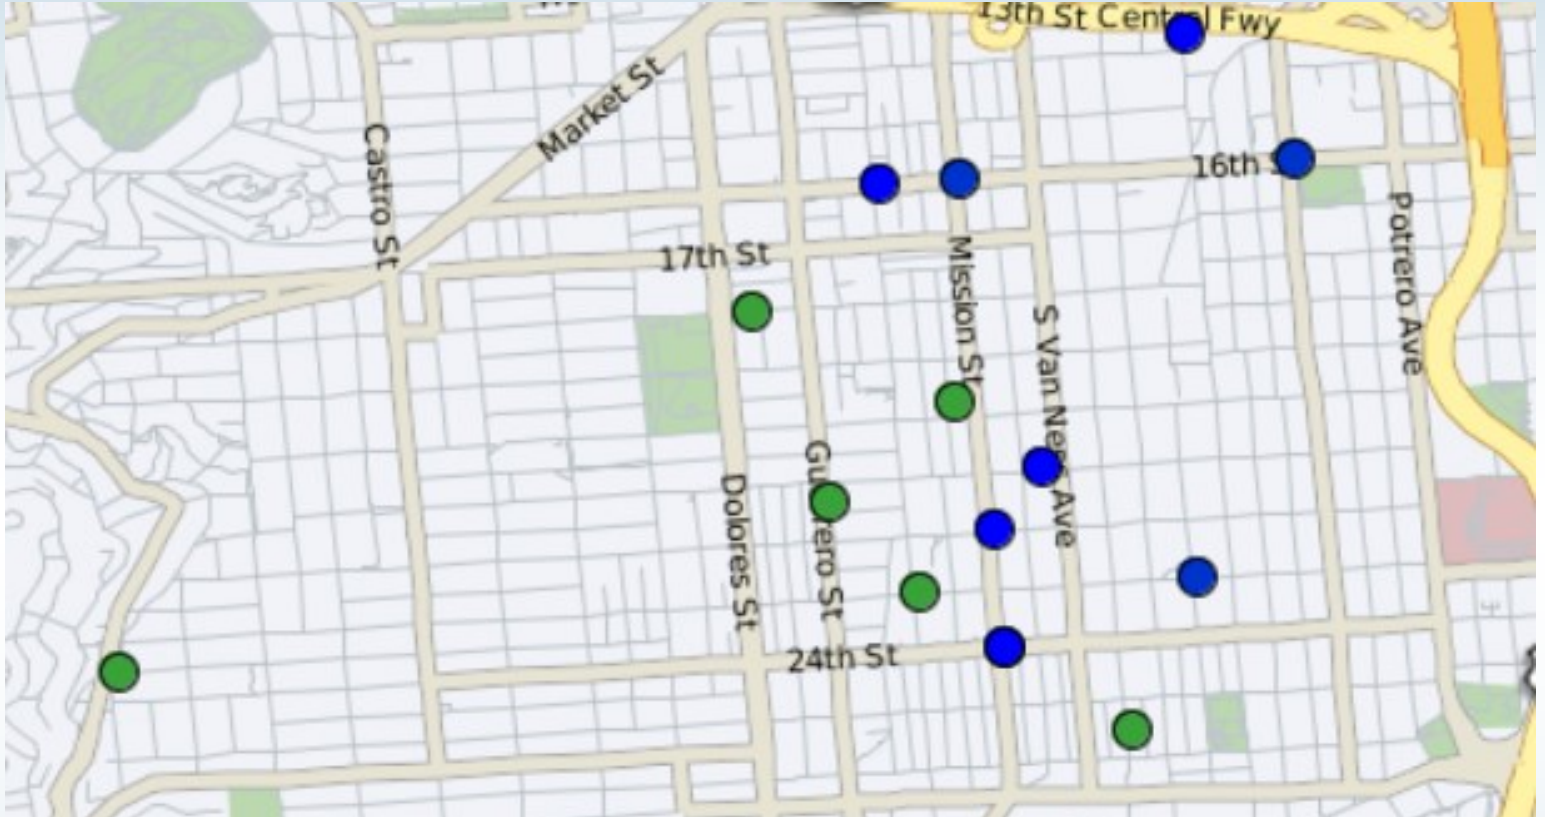 13th St Central Fwy
Market St
Castro St
16th S
17th St
Potrero Ave
Mission St
S Van Ness Ave
Guerrero St
Dolores St
24th St